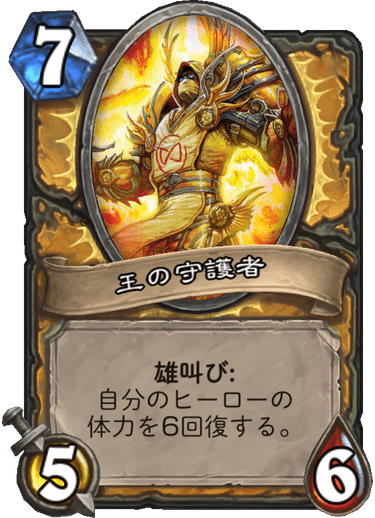 7
王の守護者
雄叫び:
自分のヒーローの
体力を6回復する。
5
6